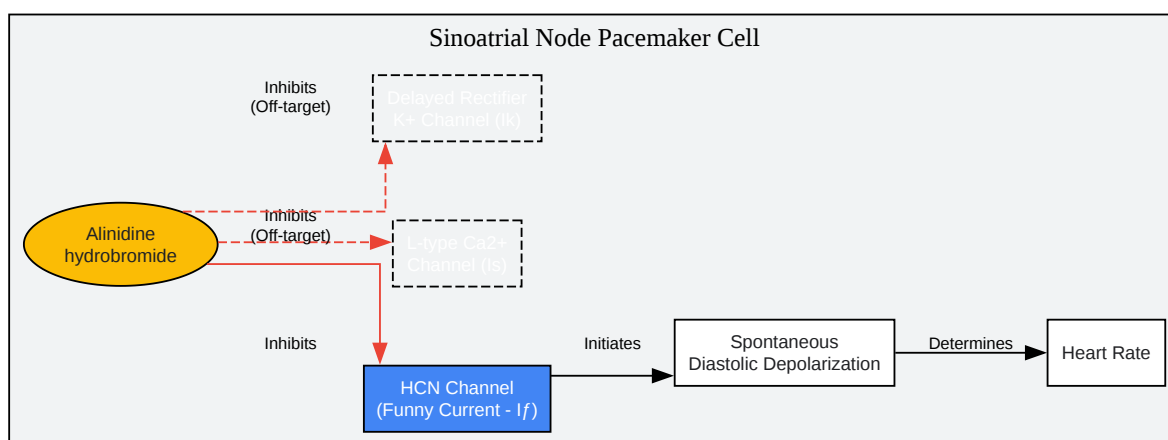 Sinoatrial Node Pacemaker Cell
Inhibits
(Off-target)
Delayed Rectifier
K+ Channel (Ik)
Inhibits
(Off-target)
L-type Ca2+
Channel (Is)
Alinidine
hydrobromide
Inhibits
HCN Channel
(Funny Current - Iƒ)
Initiates
Spontaneous
Diastolic Depolarization
Determines
Heart Rate